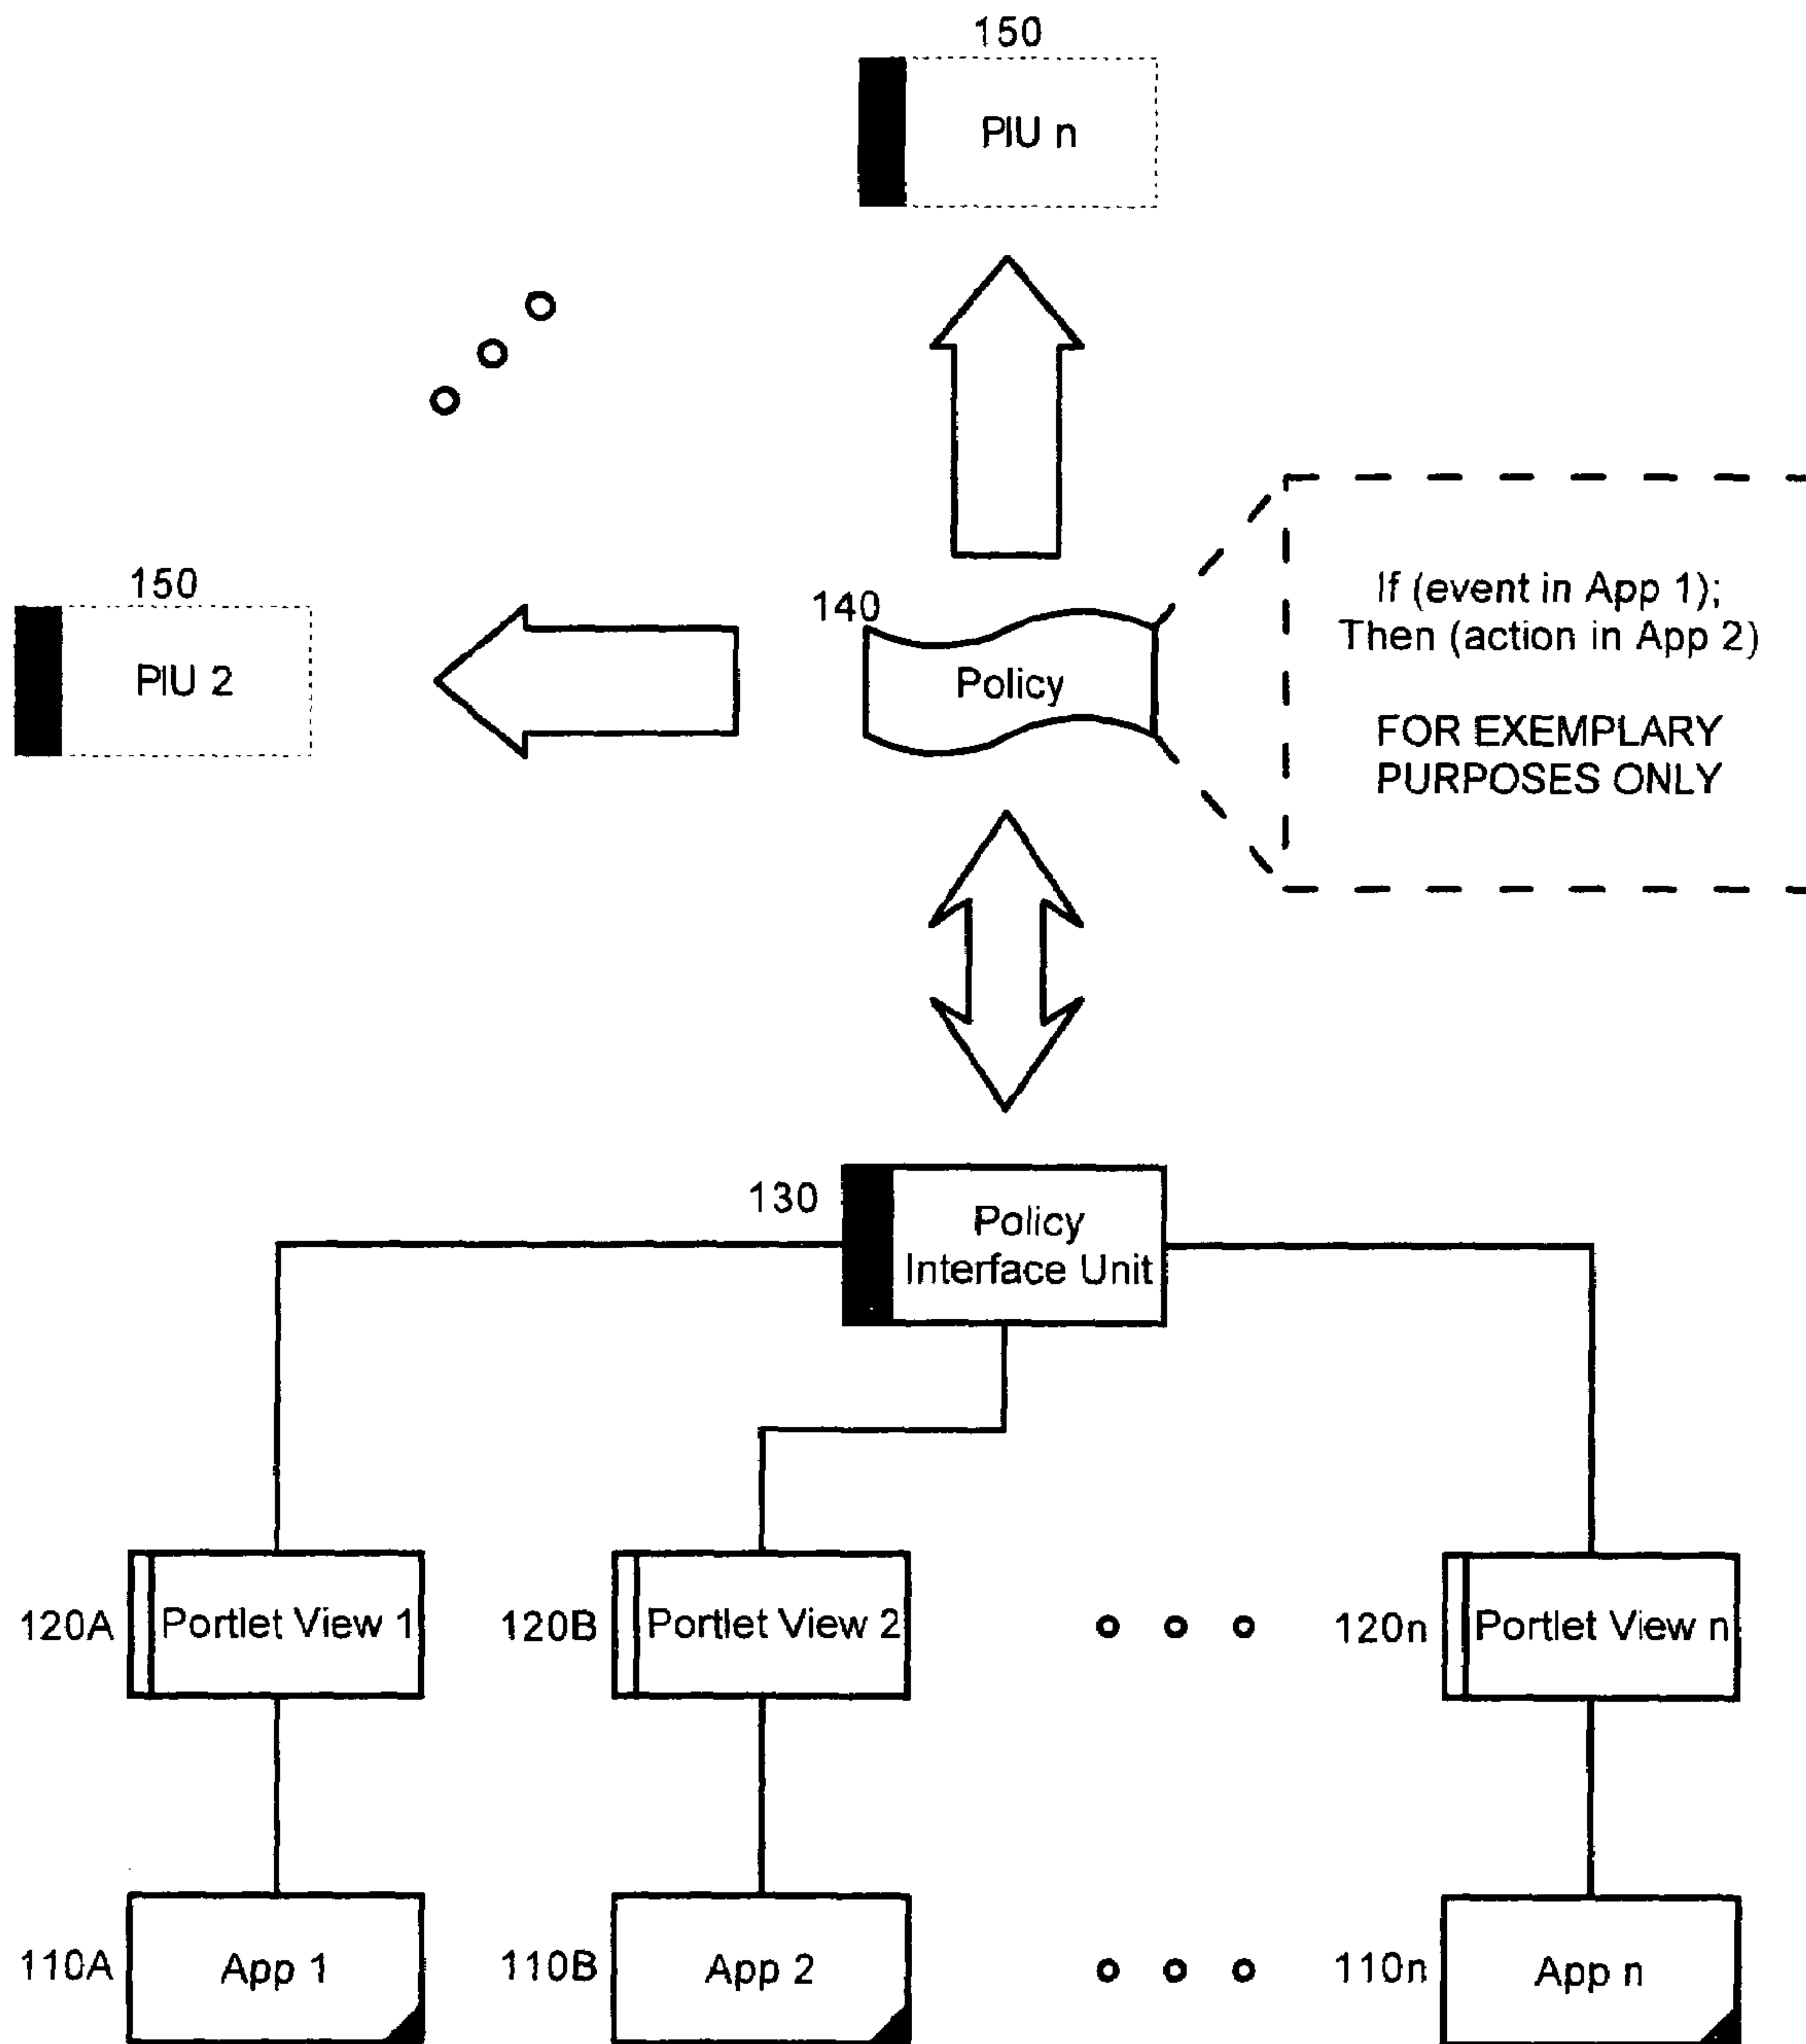 150
PIU n
150
PIU 2
140
Policy
If (event in App 1);
Then (action in App 2)
FOR EXEMPLARY
PURPOSES ONLY
130
Policy
Interface Unit
120A
Portlet View 1
120B
Portlet View 2
120n
Portlet View n
110A
App 1
110B
App 2
110n
App n